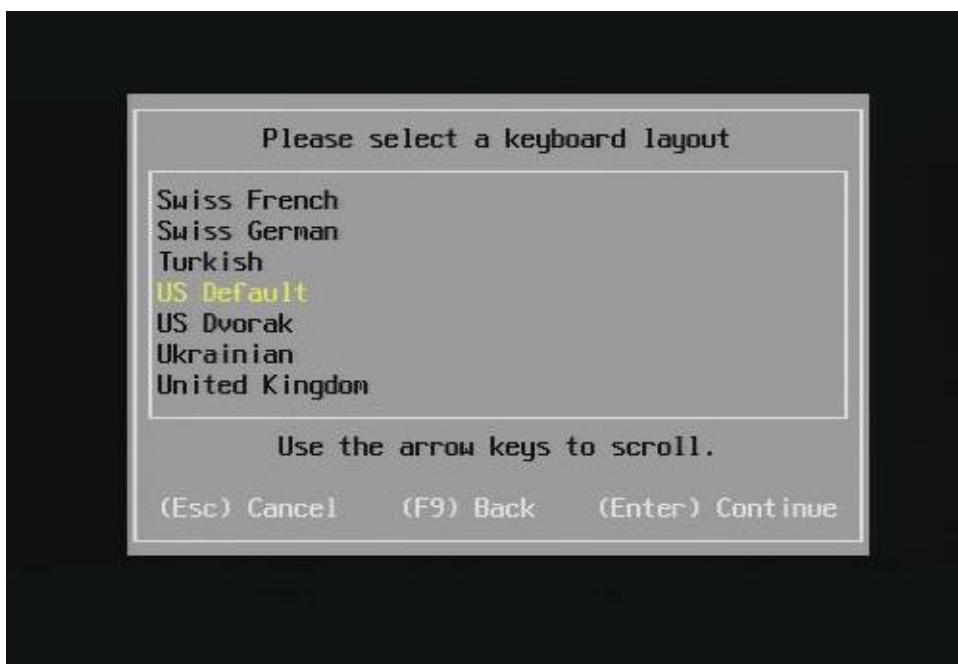 Please select a keyboard layout
Swiss French
Swiss German
Turkish
US Default
US Dvorak
Ukrainian
United Kingdom
Use the arrow keys to scroll.
(Esc) Cancel (F9) Back (Enter) Continue